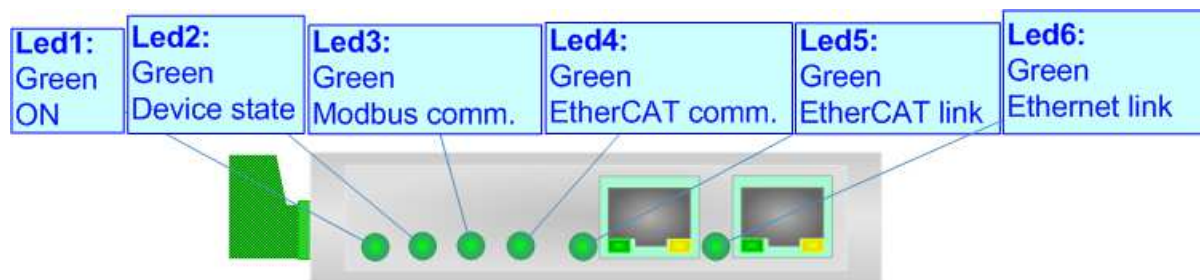 Led1:
Green
ON
Led2:
Green
Device state
Led3:
Green
Modbus comm.
Led4:
Green
EtherCAT comm.
Led5:
Green
EtherCAT link
Led6:
Green
Ethernet link